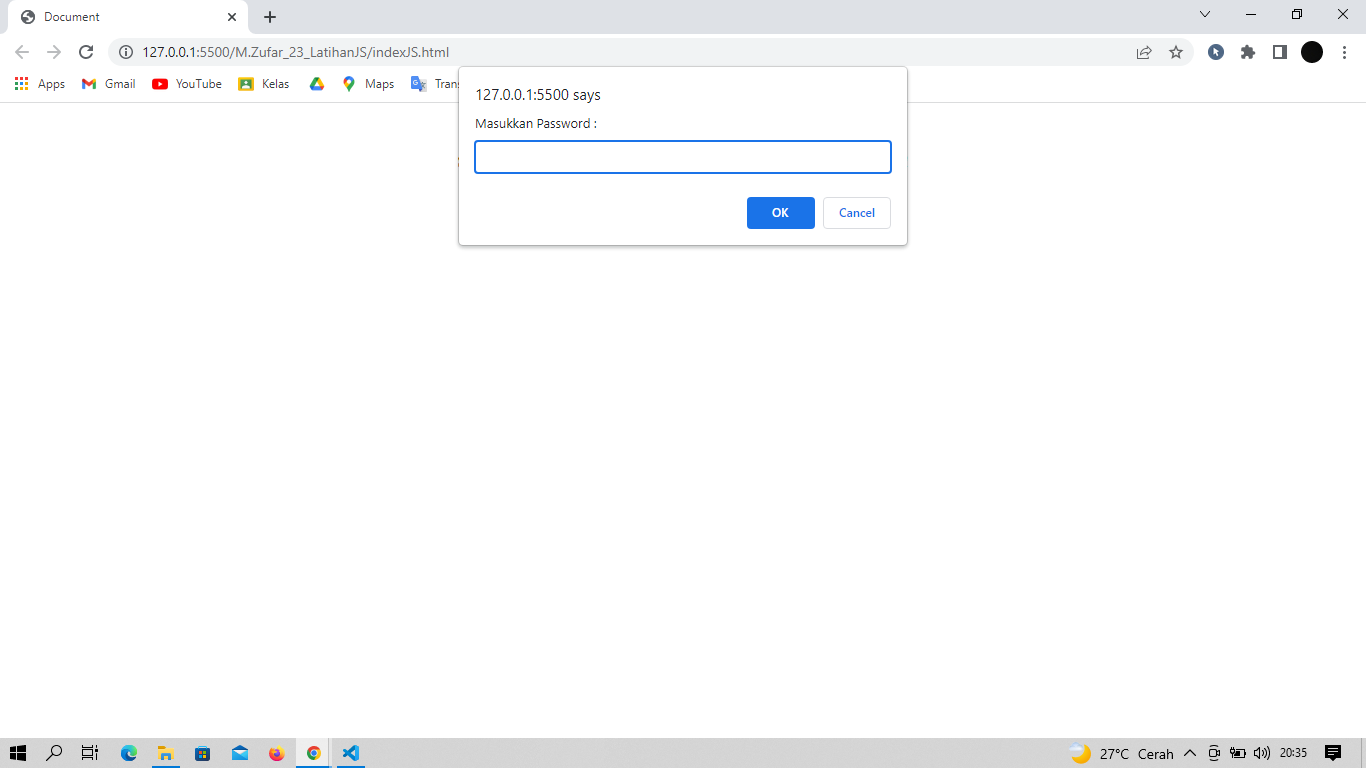 Document
127.0.0.1:5500/M.Zufar_23_LatihanJS/indexJS.html
Apps Gmail YouTube Kelas Maps Trans
127.0.0.1:5500 says
Masukkan Password :
OK Cancel
27°C Cerah 20:35